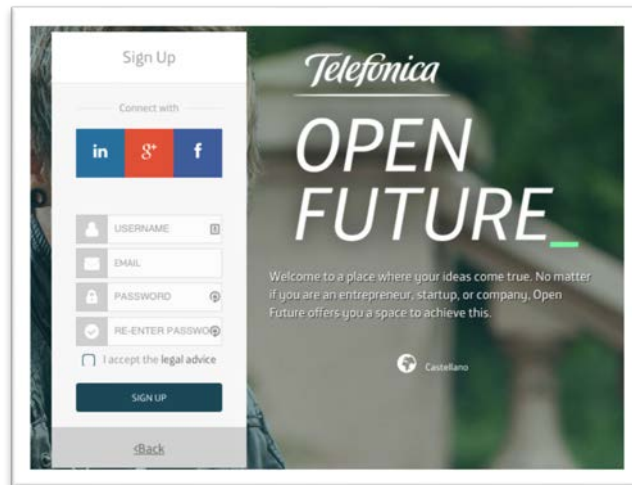 Sign Up
Connect with
in
g+
f
USERNAME
EMAIL
PASSWORD
RE-ENTER PASSWO
I accept the legal advice
SIGN UP
‹Back
Telefónica
OPEN
FUTURE_
Welcome to a place where your ideas come true. No matter
if you are an entrepreneur, startup, or company, Open
Future offers you a space to achieve this.
Castellano